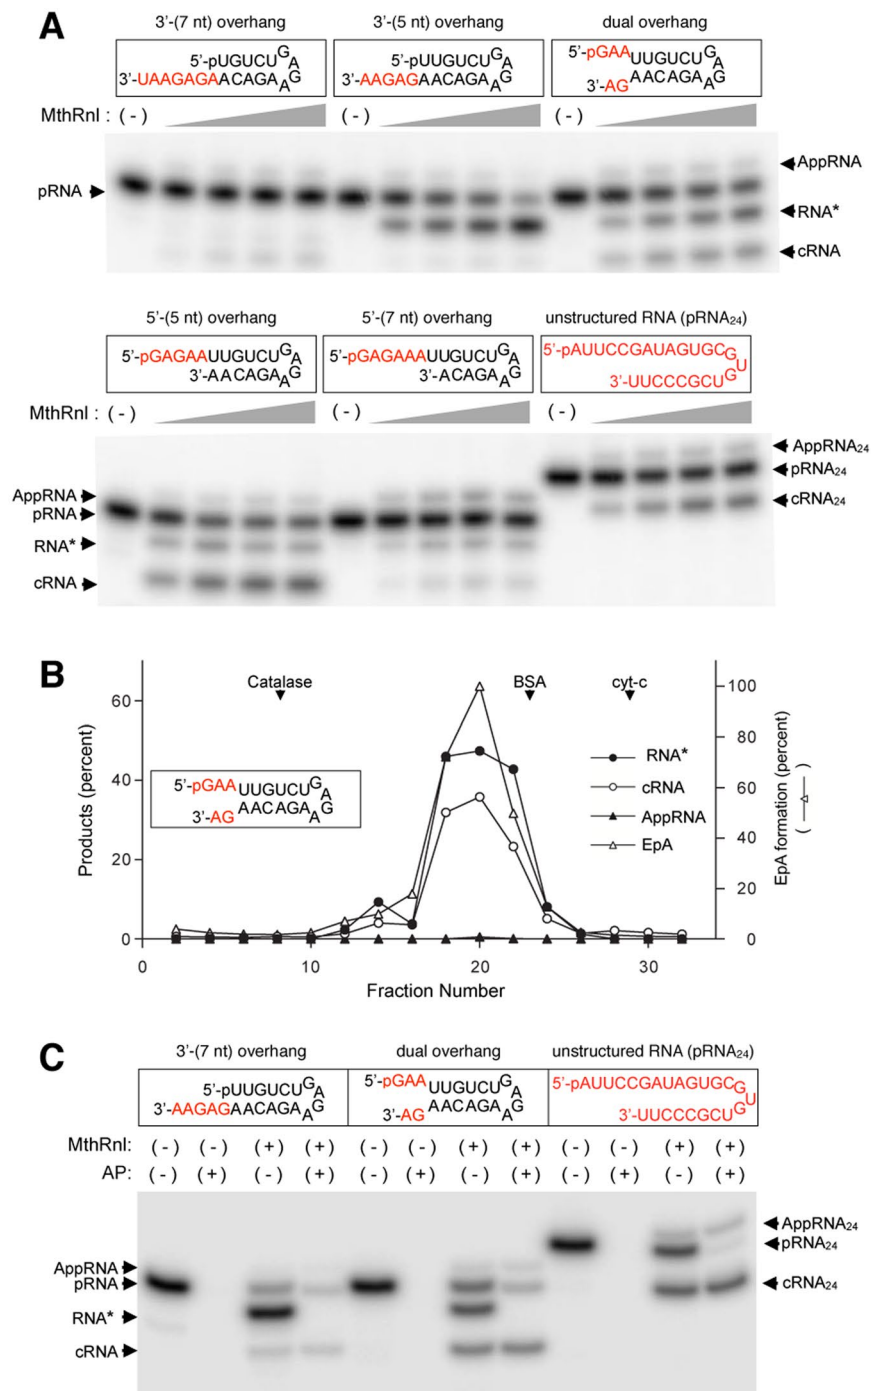 A
3'-(7 nt) overhang 3'-(5 nt) overhang dual overhang
5'-pUGUCUGA
3'-UAAGAGAACAGAAG
5'-pUUGUCUGA
3'-AAGAGAACAGAAG
5'-pGAAUUGUCUGA
3'-AGAACAGAAG
MthRnl : (-) (-) (-)
pRNA
AppRNA
RNA*
cRNA
5'-(5 nt) overhang 5'-(7 nt) overhang unstructured RNA (pRNA24)
5'-pGAGAAUUGUCUGA
3'-AACAGAAG
5'-pGAGAAAUUGUCUGA
3'-ACAGAAG
5'-pAUUCCGAUAGUGCGU
3'-UUCCCGCUG
MthRnl : (-) (-) (-)
AppRNA
pRNA
RNA*
cRNA
AppRNA24
pRNA24
cRNA24
B
Catalase BSA cyt-c
Products (percent)
60
40
20
0
5'-pGAAUUGUCUGA
3'-AGAACAGAAG
RNA*
cRNA
AppRNA
EpA
100
80
60
40
20
0
EpA formation (percent)
( )
0 10 20 30
Fraction Number
C
3'-(7 nt) overhang dual overhang unstructured RNA (pRNA24)
5'-pUUGUCUGA
3'-AAGAGAACAGAAG
5'-pGAAUUGUCUGA
3'-AGAACAGAAG
5'-pAUUCCGAUAGUGCGU
3'-UUCCCGCUG
MthRnl: (-) (-) (+) (+) (-) (-) (+) (+) (-) (-) (+) (+)
AP: (-) (+) (-) (+) (-) (+) (-) (+) (-) (+) (-) (+)
AppRNA
pRNA
RNA*
cRNA
AppRNA24
pRNA24
cRNA24